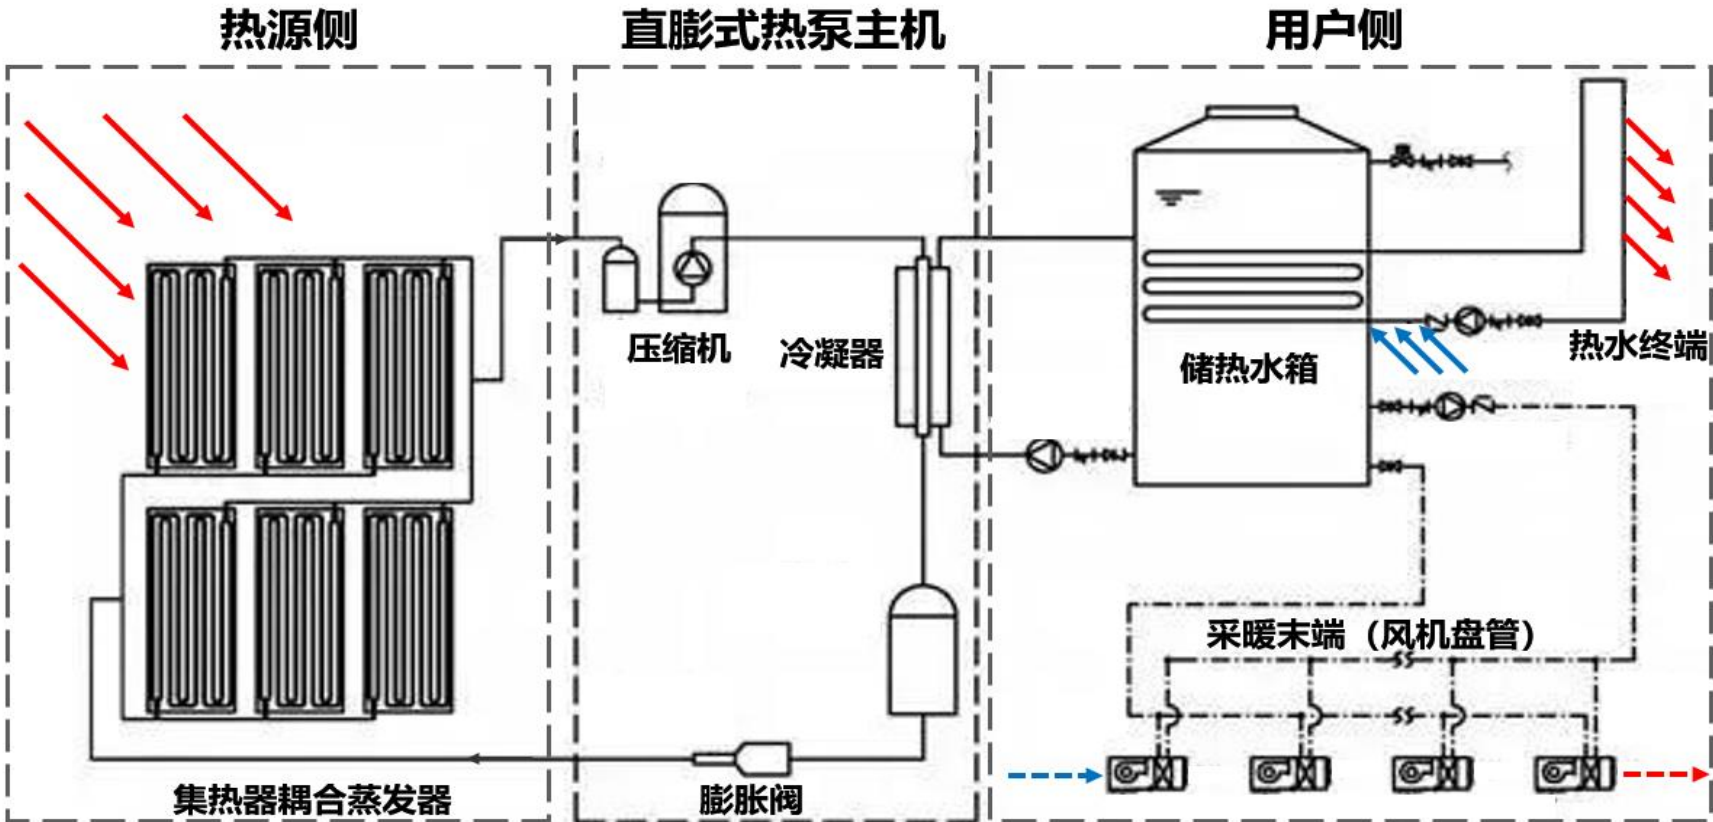 热源侧
直膨式热泵主机
用户侧
压缩机
冷凝器
储热水箱
热水终端
采暖末端（风机盘管）
集热器耦合蒸发器
膨胀阀